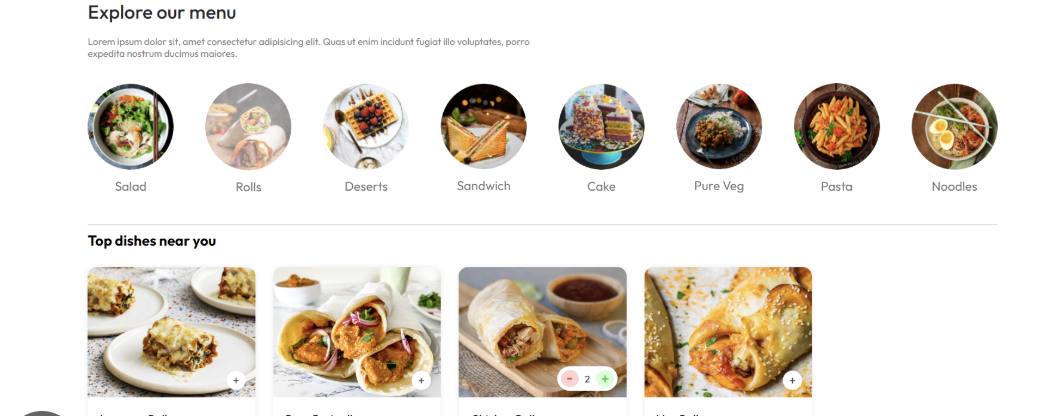 Explore our menu
Lorem ipsum dolor sit, amet consectetur adipisicing elit. Quas ut enim incidunt fugiat illo voluptates, porro
expedita nostrum ducimus maiores.
Salad Rolls Deserts Sandwich Cake Pure Veg Pasta Noodles
Top dishes near you
+ + - 2 + +